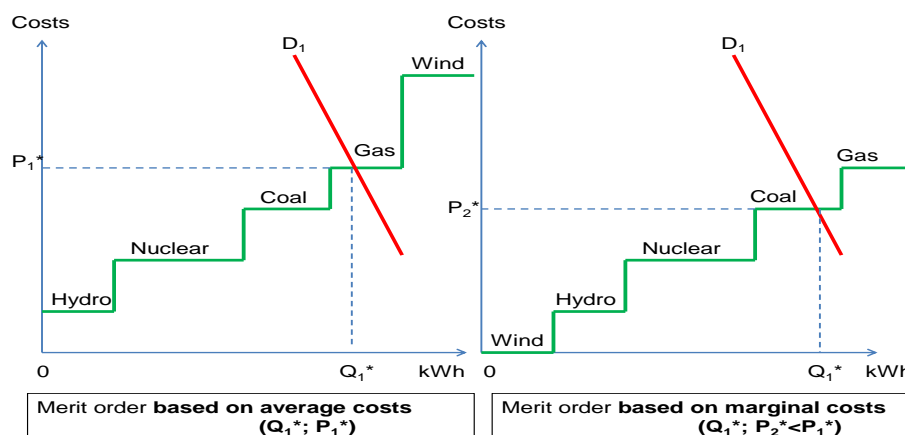 Costs
D₁
Wind
P₁*
Gas
Coal
Nuclear
Hydro
0
Q₁*
kWh
Merit order based on average costs
(Q₁*; P₁*)
Costs
D₁
Gas
P₂*
Coal
Nuclear
Hydro
Wind
0
Q₁*
kWh
Merit order based on marginal costs
(Q₁*; P₂*<P₁*)